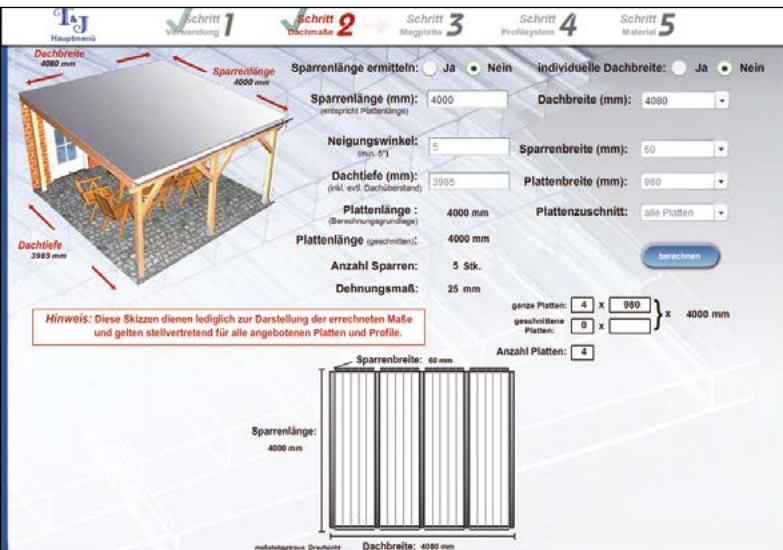 T&J
Hauptmenü
Schritt 1
Verwendung
Schritt 2
Dachmaße
Schritt 3
Stegplatte
Schritt 4
Profilsystem
Schritt 5
Material
Dachbreite
4080 mm
Sparrenlänge
4000 mm
Dachtiefe
3985 mm
Sparrenlänge ermitteln: Ja Nein individuelle Dachbreite: Ja Nein
Sparrenlänge (mm): 4000 Dachbreite (mm): 4080
(entspricht Plattenlänge)
Neigungswinkel: 5 Sparrenbreite (mm): 60
(min. 5°)
Dachtiefe (mm): 3985 Plattenbreite (mm): 980
(inkl. evtl. Dachüberstand)
Plattenlänge : 4000 mm Plattenzuschnitt: alle Platten
(Berechnungsgrundlage)
Plattenlänge (geschnitten): 4000 mm
berechnen
Anzahl Sparren: 5 Stk.
Dehnungsmaß: 25 mm
ganze Platten: 4 x 980
geschnittene Platten: 0 x
x 4000 mm
Anzahl Platten: 4
Hinweis: Diese Skizzen dienen lediglich zur Darstellung der errechneten Maße
und gelten stellvertretend für alle angebotenen Platten und Profile.
Sparrenbreite: 60 mm
Sparrenlänge:
4000 mm
maßstabsgetreue Draufsicht Dachbreite: 4080 mm